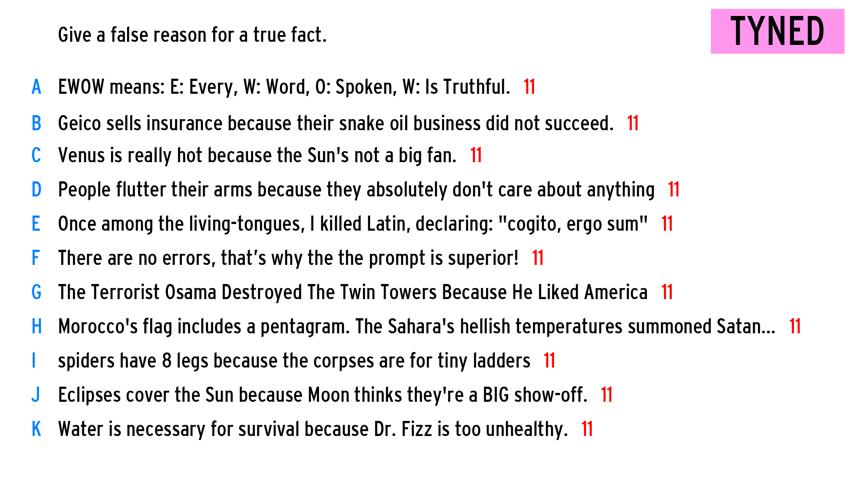 Give a false reason for a true fact.
TYNED
A EWOW means: E: Every, W: Word, O: Spoken, W: Is Truthful. 11
B Geico sells insurance because their snake oil business did not succeed. 11
C Venus is really hot because the Sun's not a big fan. 11
D People flutter their arms because they absolutely don't care about anything 11
E Once among the living-tongues, I killed Latin, declaring: "cogito, ergo sum" 11
F There are no errors, that’s why the the prompt is superior! 11
G The Terrorist Osama Destroyed The Twin Towers Because He Liked America 11
H Morocco's flag includes a pentagram. The Sahara's hellish temperatures summoned Satan... 11
I spiders have 8 legs because the corpses are for tiny ladders 11
J Eclipses cover the Sun because Moon thinks they're a BIG show-off. 11
K Water is necessary for survival because Dr. Fizz is too unhealthy. 11